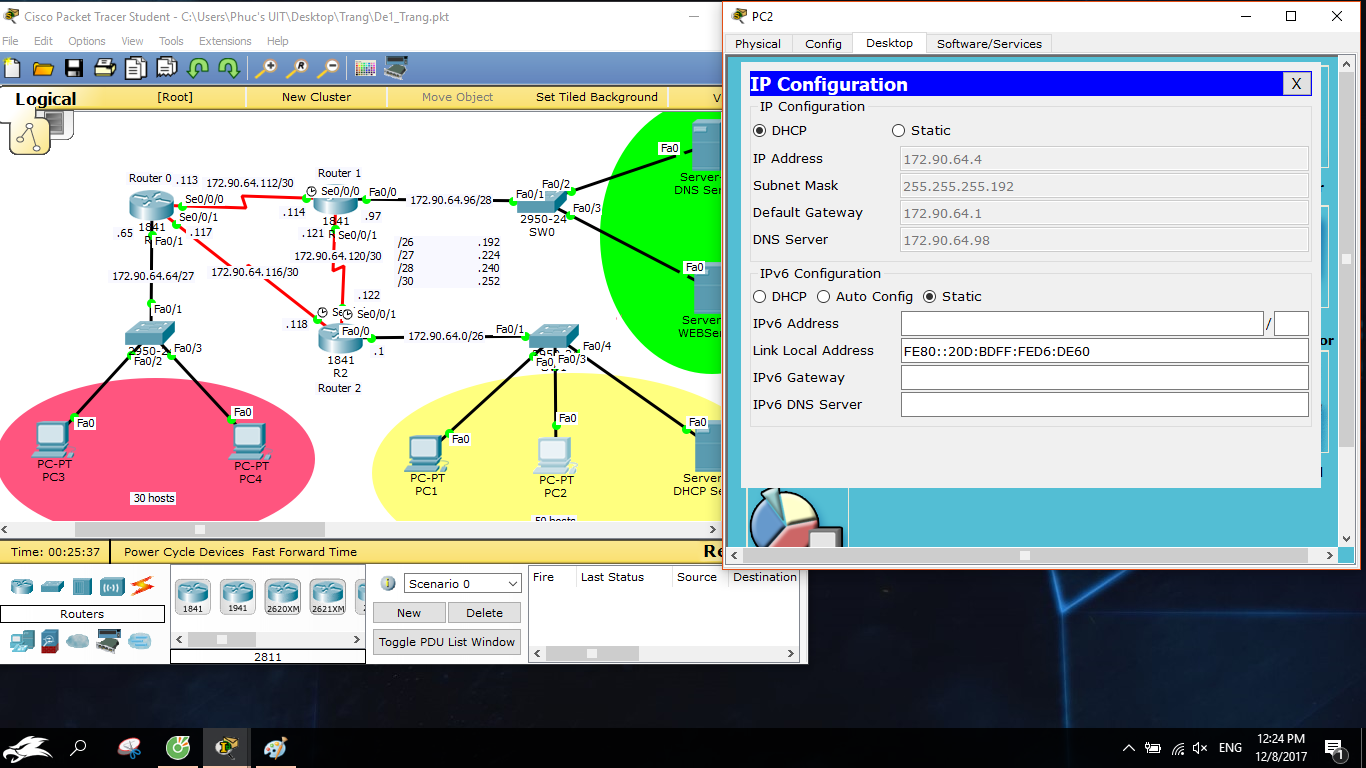 Cisco Packet Tracer Student - C:\Users\Phuc's UIT\Desktop\Trang\De1_Trang.pkt
File Edit Options View Tools Extensions Help
Logical [Root] New Cluster Move Object Set Tiled Background V
Router 0 .113
172.90.64.112/30
Router 1
Se0/0/0
Se0/0/0
Fa0/0
Se0/0/1
1841
.65
.117
Fa0/1
.114
1841
.97
.121
Se0/0/1
172.90.64.96/28
Fa0/1
Fa0/2
Fa0/3
2950-24
SW0
Fa0
Server-
DNS Se
Fa0
Server-
WEBSer
172.90.64.120/30
/26 .192
/27 .224
/28 .240
/30 .252
172.90.64.64/27
172.90.64.116/30
.122
Fa0/1
.118
Se0/0/1
Fa0/0
172.90.64.0/26
Fa0/1
Fa0/4
.1
1841
R2
Router 2
Fa0/3
Fa0/2
Fa0/3
Fa0
Fa0
Fa0
PC-PT
PC3
PC-PT
PC4
30 hosts
Fa0
PC-PT
PC1
Fa0
PC-PT
PC2
Fa0
Server-
DHCP Se
50 hosts
Time: 00:25:37 Power Cycle Devices Fast Forward Time Re
Routers
1841 1941 2620XM 2621XM
2811
Scenario 0
New Delete
Toggle PDU List Window
Fire Last Status Source Destination
PC2
Physical Config Desktop Software/Services
IP Configuration X
IP Configuration
DHCP Static
IP Address 172.90.64.4
Subnet Mask 255.255.255.192
Default Gateway 172.90.64.1
DNS Server 172.90.64.98
IPv6 Configuration
DHCP Auto Config Static
IPv6 Address /
Link Local Address FE80::20D:BDFF:FED6:DE60
IPv6 Gateway
IPv6 DNS Server
or
ENG
12:24 PM
12/8/2017
1